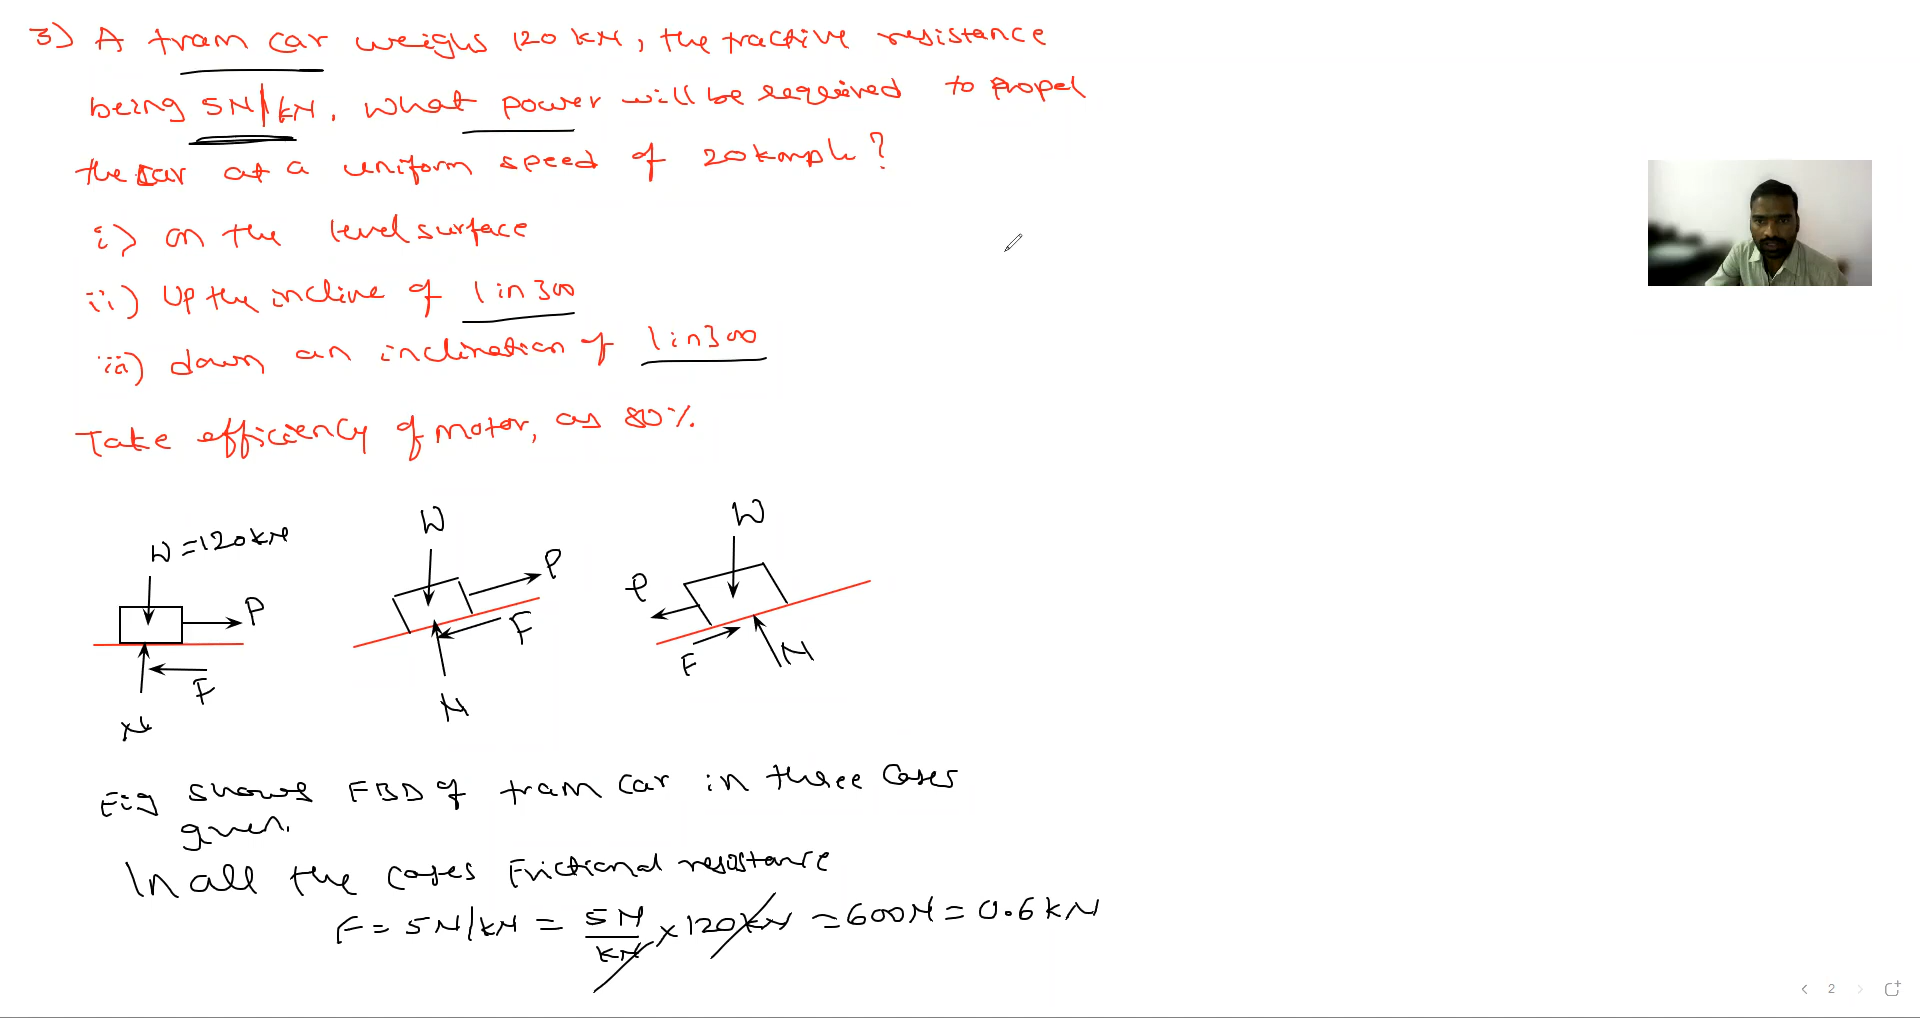 3) A tram car weighs 120 kN, the tractive resistance
being 5N/kN. What power will be required to propel
the car at a uniform speed of 20 kmph?
i) on the level surface
ii) Up the incline of 1 in 300
iii) down an inclination of 1 in 300
Take efficiency of motor, as 80%
W = 120 kN
P
F
N
W
P
F
N
W
P
F
N
Fig shows FBD of tram car in three cases
given.
In all the cases Frictional resistance
F = 5 N/kN = 5 N / kN × 120 kN = 600 N = 0.6 kN
2